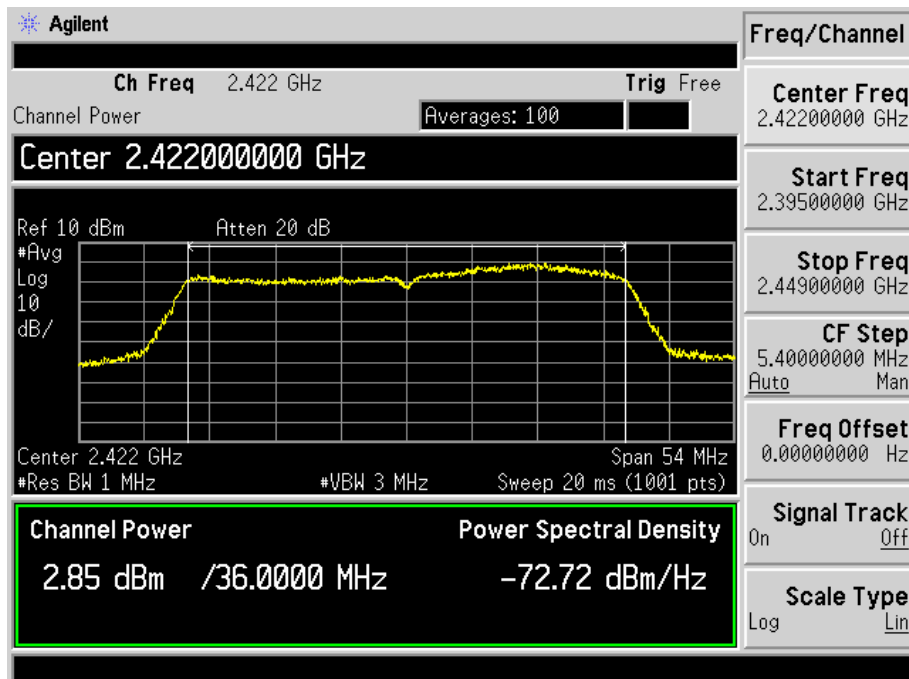 Agilent
Freq/Channel
Ch Freq 2.422 GHz Trig Free
Channel Power Averages: 100
Center 2.422000000 GHz
Ref 10 dBm Atten 20 dB
#Avg
Log
10
dB/
Center 2.422 GHz Span 54 MHz
#Res BW 1 MHz #VBW 3 MHz Sweep 20 ms (1001 pts)
Channel Power Power Spectral Density
2.85 dBm /36.0000 MHz -72.72 dBm/Hz
Center Freq
2.42200000 GHz
Start Freq
2.39500000 GHz
Stop Freq
2.44900000 GHz
CF Step
5.40000000 MHz
Auto Man
Freq Offset
0.00000000 Hz
Signal Track
On Off
Scale Type
Log Lin